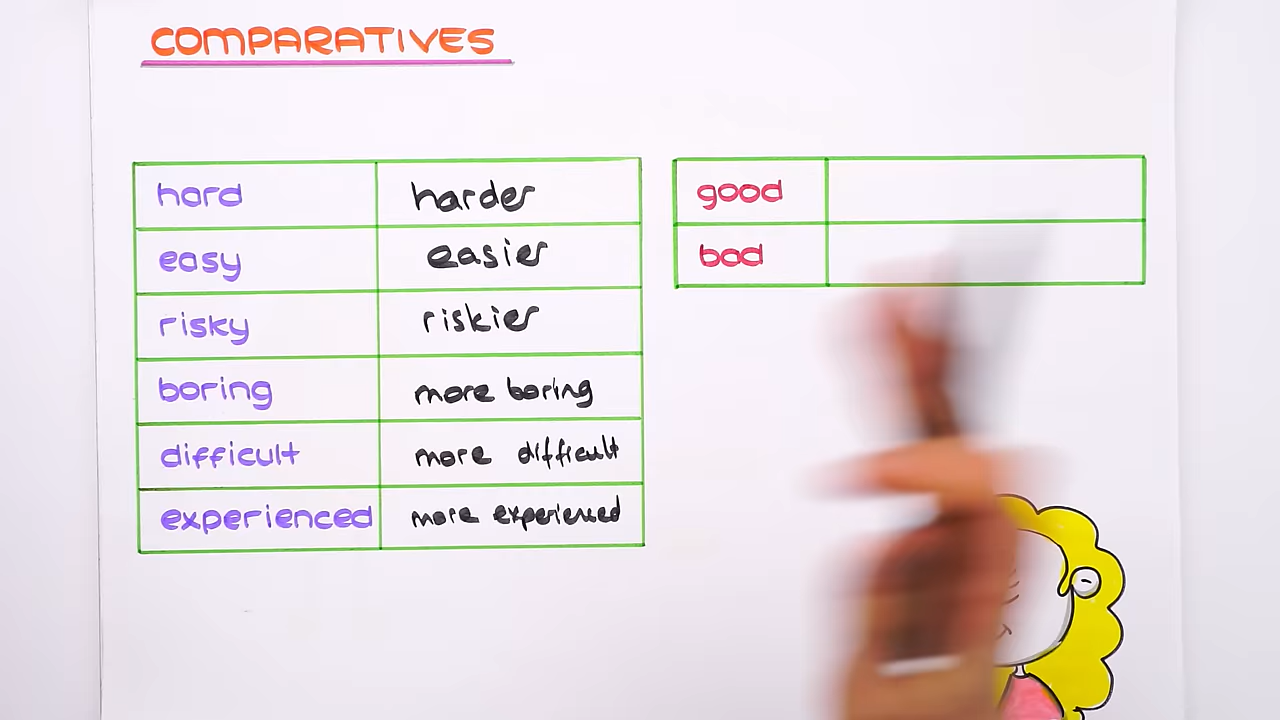 COMPARATIVES
hard harder
easy easier
risky riskier
boring more boring
difficult more difficult
experienced more experienced
good
bad